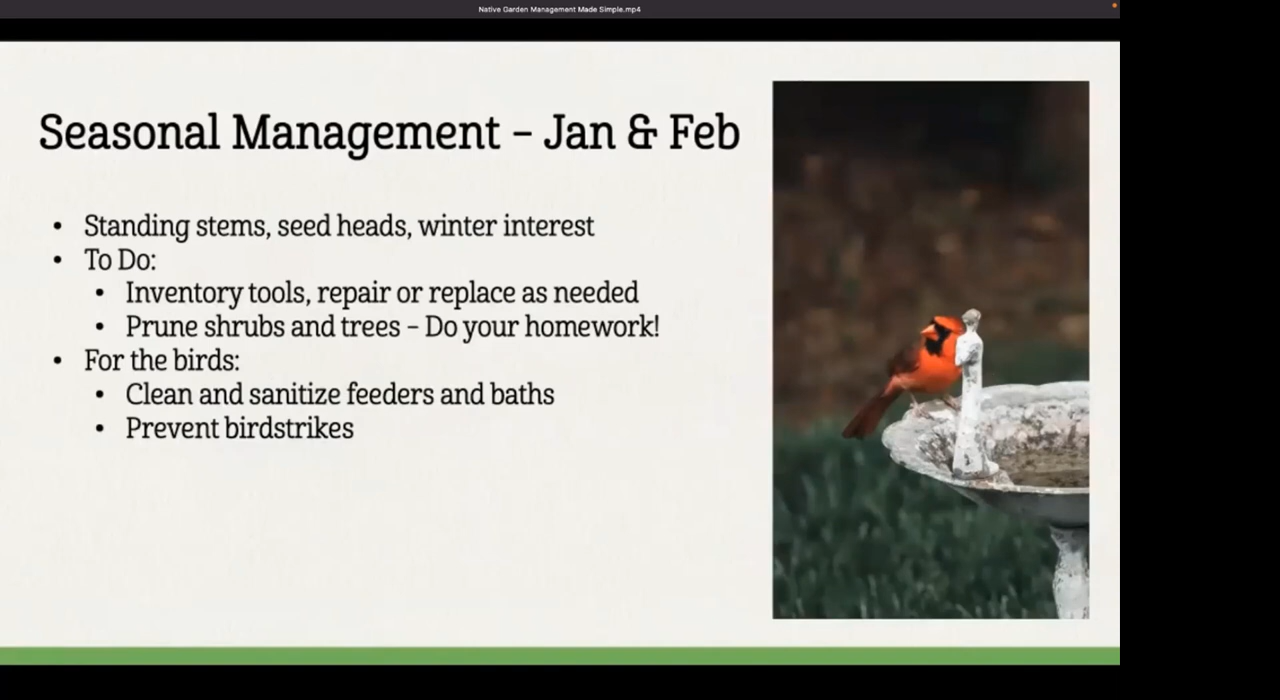 Native Garden Management Made Simple.mp4
Seasonal Management – Jan & Feb
• Standing stems, seed heads, winter interest
• To Do:
• Inventory tools, repair or replace as needed
• Prune shrubs and trees – Do your homework!
• For the birds:
• Clean and sanitize feeders and baths
• Prevent birdstrikes